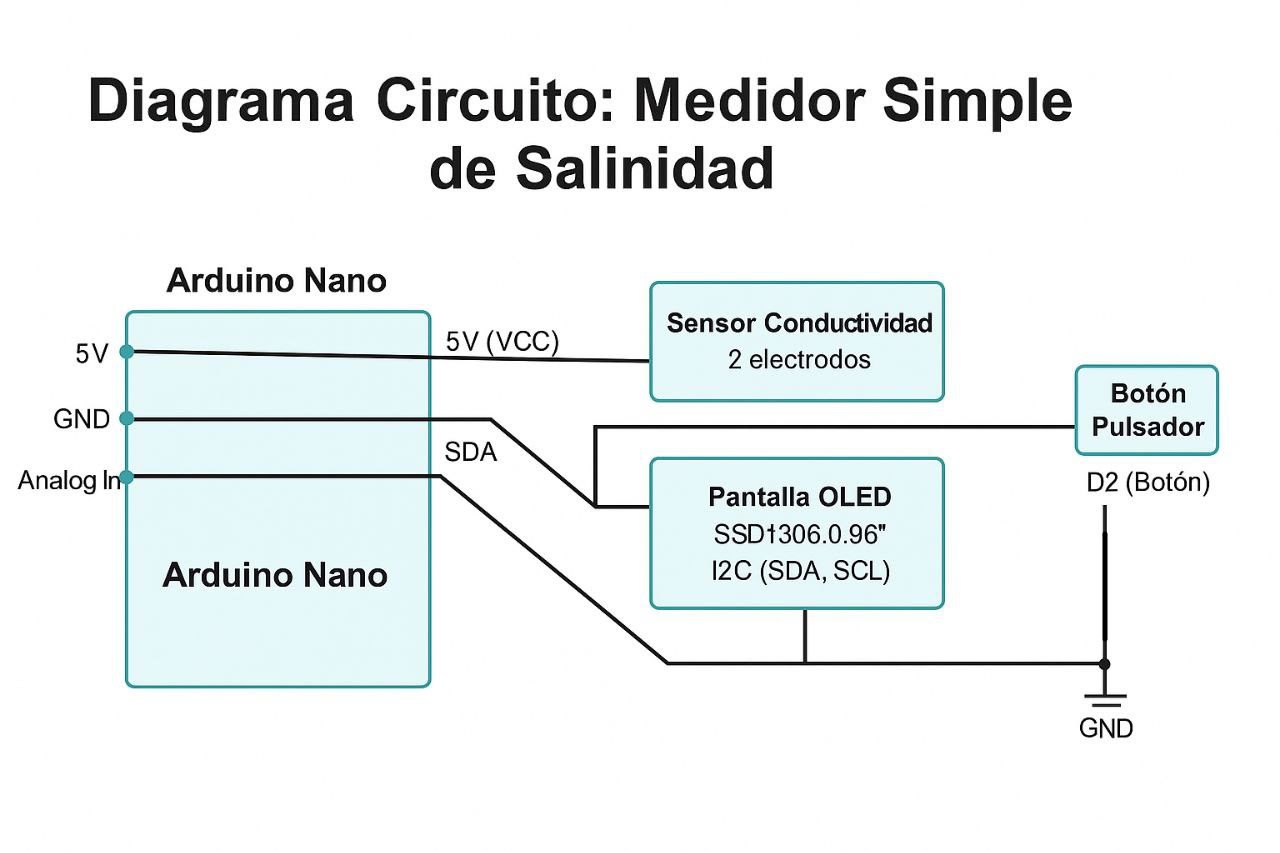 Diagrama Circuito: Medidor Simple
de Salinidad
Arduino Nano
5V
GND
Analog In
Arduino Nano
5V (VCC)
SDA
Sensor Conductividad
2 electrodos
Pantalla OLED
SSD1306.0.96"
I2C (SDA, SCL)
Botón
Pulsador
D2 (Botón)
GND